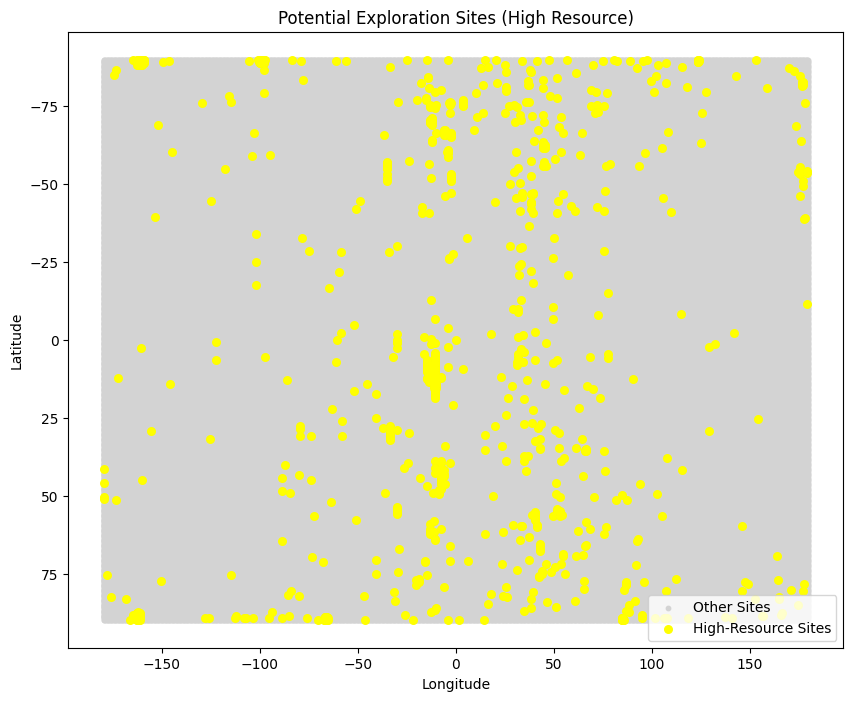 Potential Exploration Sites (High Resource)
Latitude
−75
−50
−25
0
25
50
75
Other Sites
High-Resource Sites
−150
−100
−50
0
50
100
150
Longitude